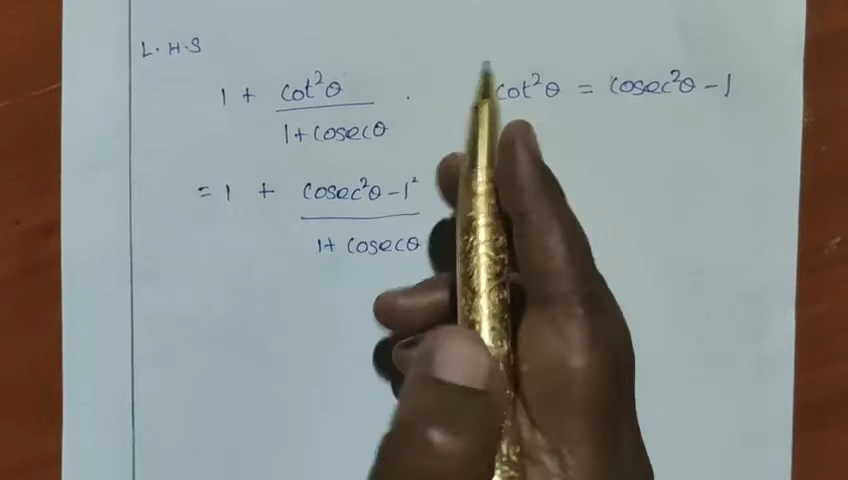 L.H.S
1 + cot²θ / 1+cosecθ . cot²θ = cosec²θ - 1
= 1 + cosec²θ - 1² / 1+ cosecθ